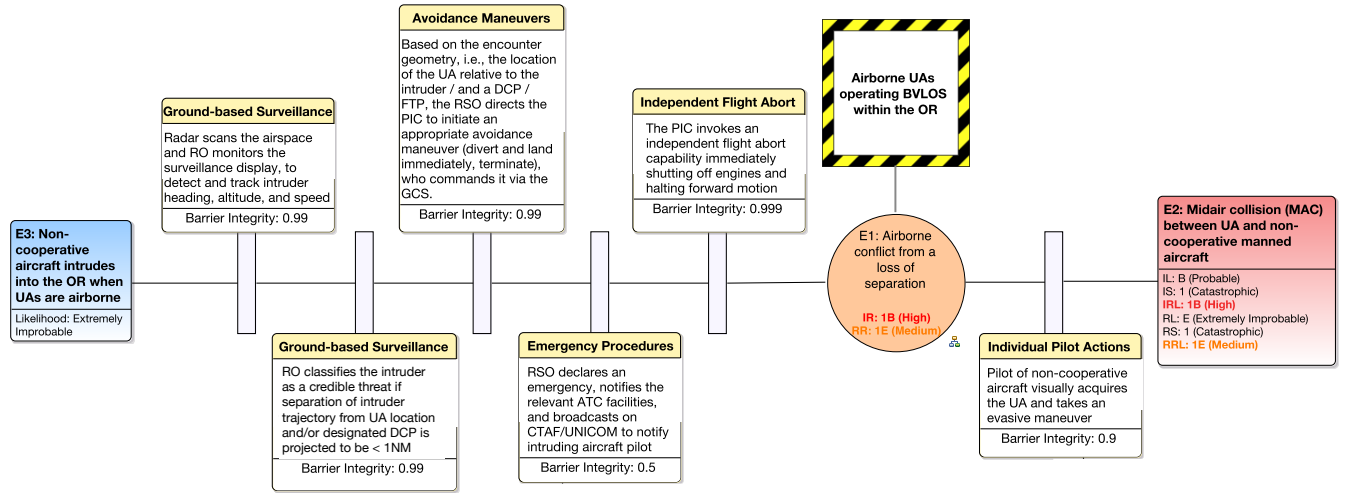 E3: Non-
cooperative
aircraft intrudes
into the OR when
UAs are airborne
Likelihood: Extremely
Improbable
Ground-based Surveillance
Radar scans the airspace
and RO monitors the
surveillance display, to
detect and track intruder
heading, altitude, and speed
Barrier Integrity: 0.99
Ground-based Surveillance
RO classifies the intruder
as a credible threat if
separation of intruder
trajectory from UA location
and/or designated DCP is
projected to be < 1NM
Barrier Integrity: 0.99
Avoidance Maneuvers
Based on the encounter
geometry, i.e., the location
of the UA relative to the
intruder / and a DCP /
FTP, the RSO directs the
PIC to initiate an
appropriate avoidance
maneuver (divert and land
immediately, terminate),
who commands it via the
GCS.
Barrier Integrity: 0.99
Emergency Procedures
RSO declares an
emergency, notifies the
relevant ATC facilities,
and broadcasts on
CTAF/UNICOM to notify
intruding aircraft pilot
Barrier Integrity: 0.5
Independent Flight Abort
The PIC invokes an
independent flight abort
capability immediately
shutting off engines and
halting forward motion
Barrier Integrity: 0.999
Airborne UAs
operating BVLOS
within the OR
E1: Airborne
conflict from a
loss of
separation
IR: 1B (High)
RR: 1E (Medium)
Individual Pilot Actions
Pilot of non-cooperative
aircraft visually acquires
the UA and takes an
evasive maneuver
Barrier Integrity: 0.9
E2: Midair collision (MAC)
between UA and non-
cooperative manned
aircraft
IL: B (Probable)
IS: 1 (Catastrophic)
IRL: 1B (High)
RL: E (Extremely Improbable)
RS: 1 (Catastrophic)
RRL: 1E (Medium)